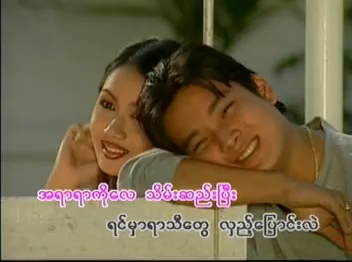 အရာရာကိုလေ သိမ်းဆည်းပြီး
ရင်မှာရာသီတွေ လှည့်ပြောင်းလဲ